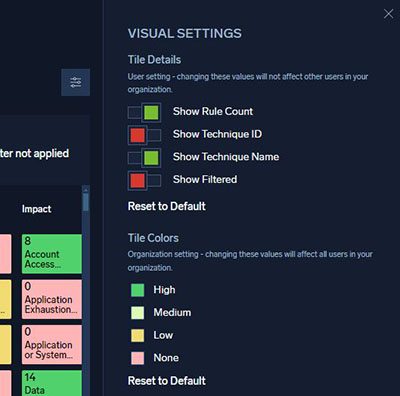 VISUAL SETTINGS
Tile Details
User setting - changing these values will not affect other users in your
organization.
Show Rule Count
Show Technique ID
Show Technique Name
Show Filtered
Reset to Default
Tile Colors
Organization setting - changing these will affect all users in your
organization.
High
Medium
Low
None
Reset to Default
ter not applied
Impact
8
Account
Access...
0
Application
Exhaustion...
0
Application
or System...
14
Data